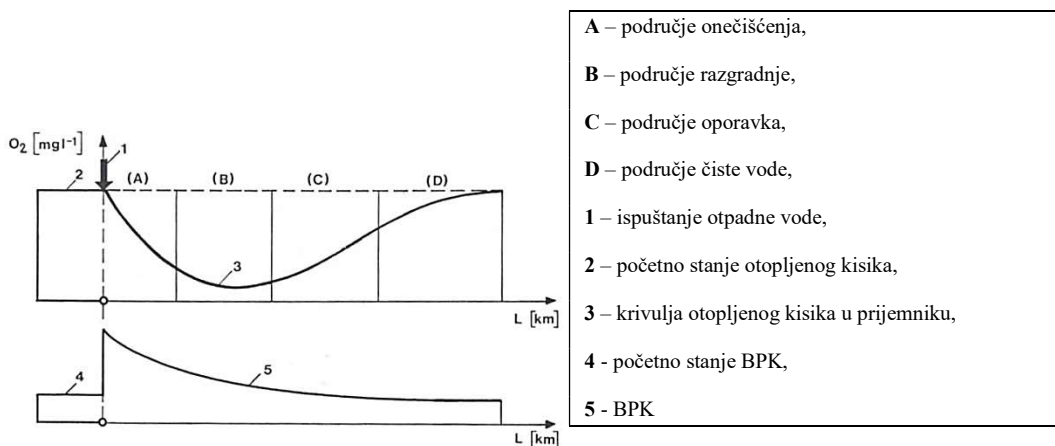 O₂ [mgl⁻¹]
1
2
(A)
(B)
(C)
(D)
3
L [km]
4
5
L [km]
A – područje onečišćenja,
B – područje razgradnje,
C – područje oporavka,
D – područje čiste vode,
1 – ispuštanje otpadne vode,
2 – početno stanje otopljenog kisika,
3 – krivulja otopljenog kisika u prijemniku,
4 - početno stanje BPK,
5 - BPK